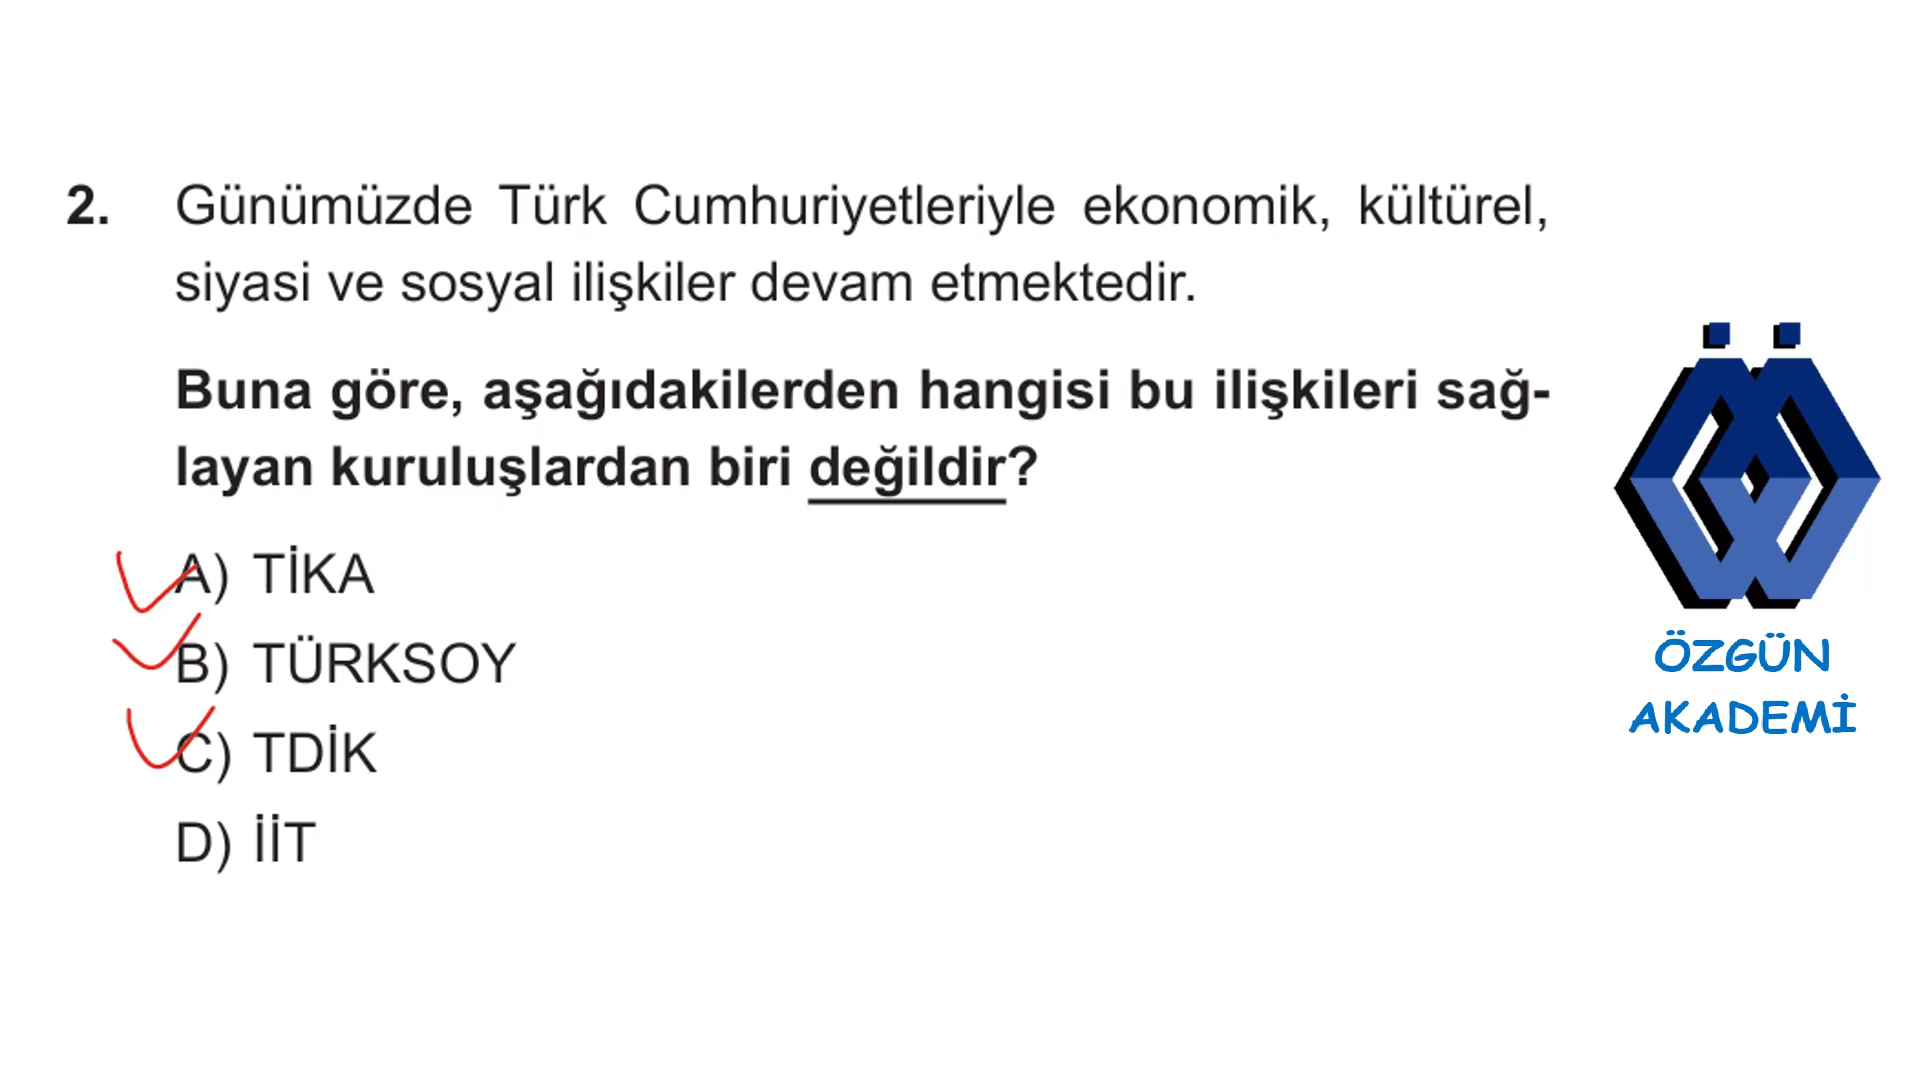 2. Günümüzde Türk Cumhuriyetleriyle ekonomik, kültürel,
siyasi ve sosyal ilişkiler devam etmektedir.
Buna göre, aşağıdakilerden hangisi bu ilişkileri sağ-
layan kuruluşlardan biri değildir?
A) TİKA
B) TÜRKSOY
C) TDİK
D) İİT
ÖZGÜN
AKADEMİ